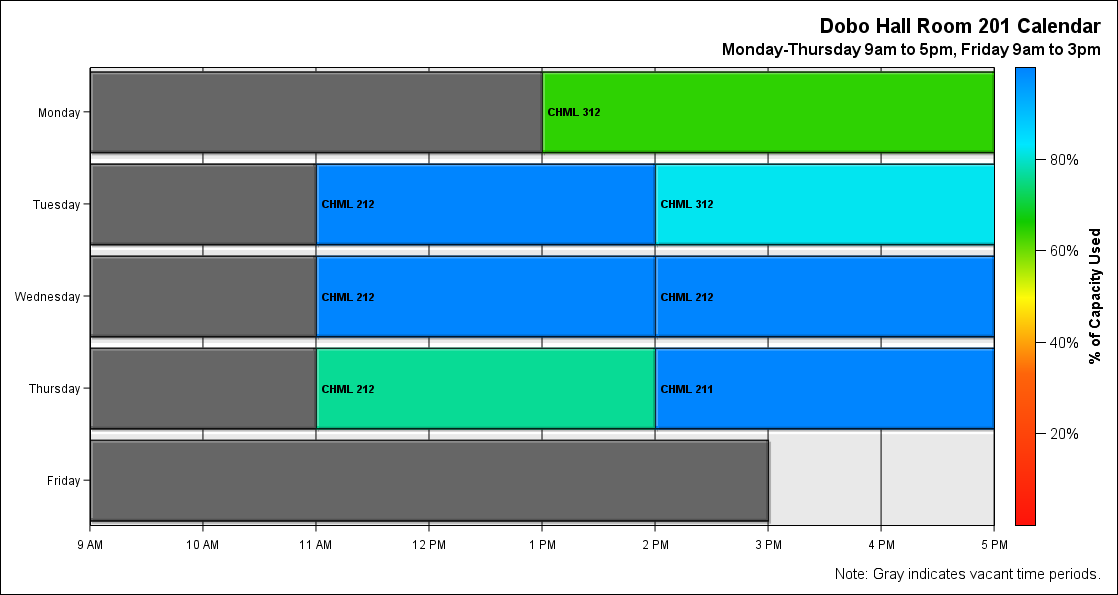 Dobo Hall Room 201 Calendar
Monday-Thursday 9am to 5pm, Friday 9am to 3pm
Monday
CHML 312
Tuesday
CHML 212
CHML 312
Wednesday
CHML 212
CHML 212
Thursday
CHML 212
CHML 211
Friday
9 AM
10 AM
11 AM
12 PM
1 PM
2 PM
3 PM
4 PM
5 PM
80%
60%
40%
20%
% of Capacity Used
Note: Gray indicates vacant time periods.